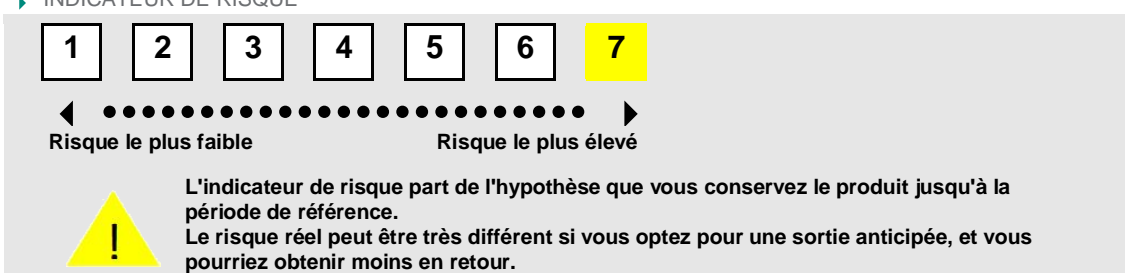 INDICATEUR DE RISQUE
1 2 3 4 5 6 7
Risque le plus faible Risque le plus élevé
L'indicateur de risque part de l'hypothèse que vous conservez le produit jusqu'à la
période de référence.
Le risque réel peut être très différent si vous optez pour une sortie anticipée, et vous
pourriez obtenir moins en retour.
!